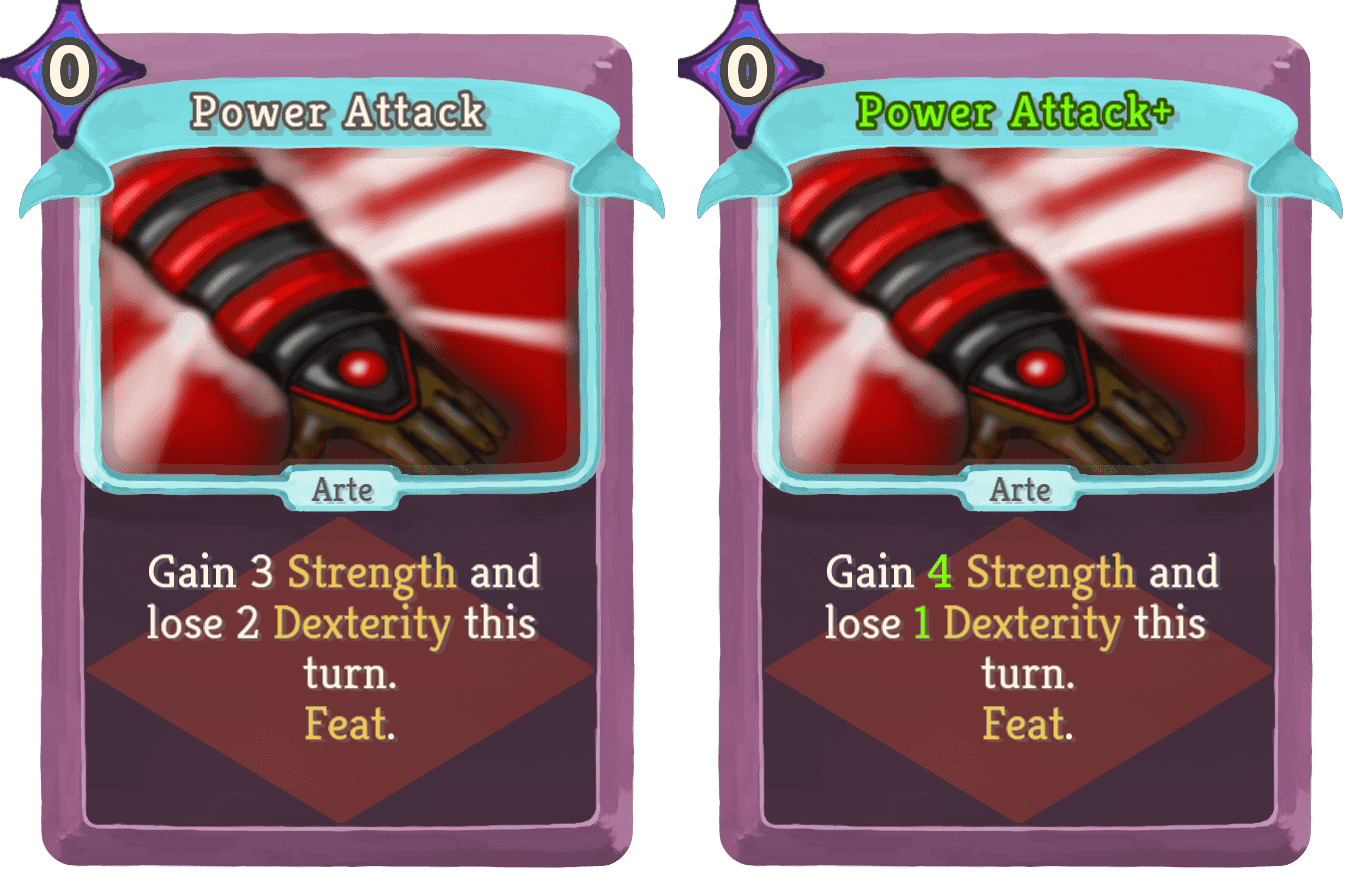 0
Power Attack
Arte
Gain 3 Strength and
lose 2 Dexterity this
turn.
Feat.
0
Power Attack+
Arte
Gain 4 Strength and
lose 1 Dexterity this
turn.
Feat.